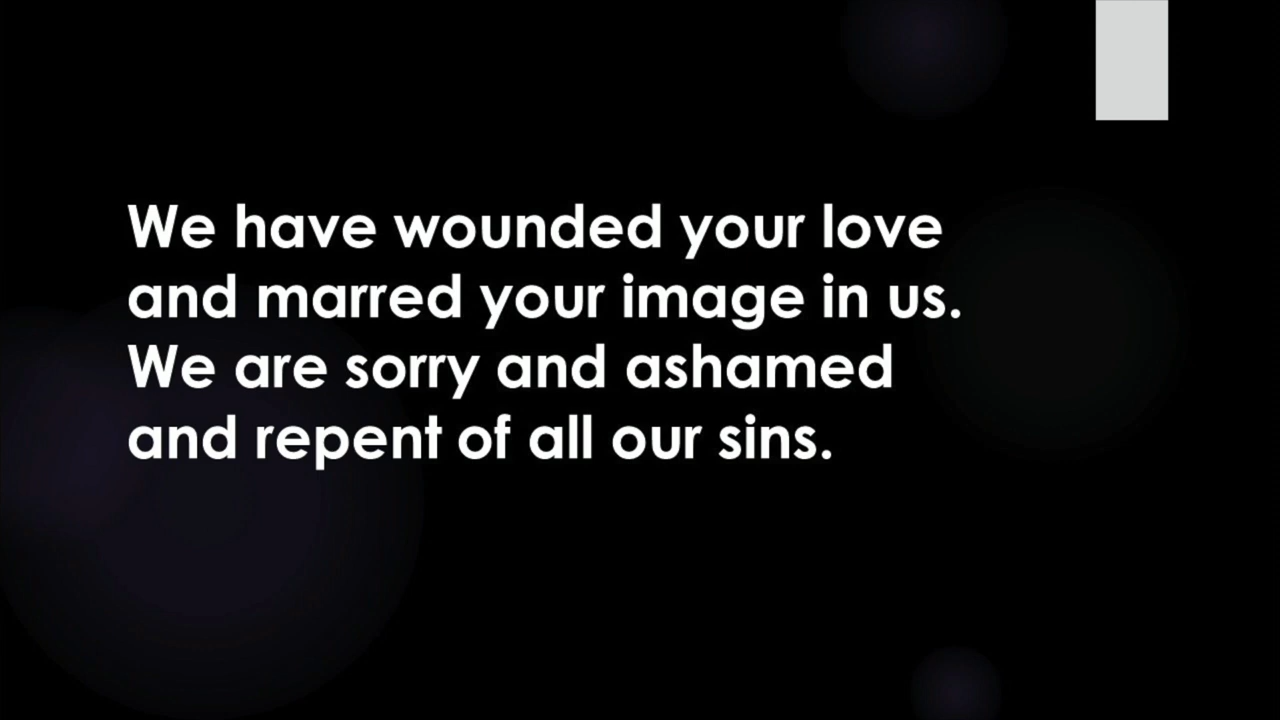 We have wounded your love
and marred your image in us.
We are sorry and ashamed
and repent of all our sins.